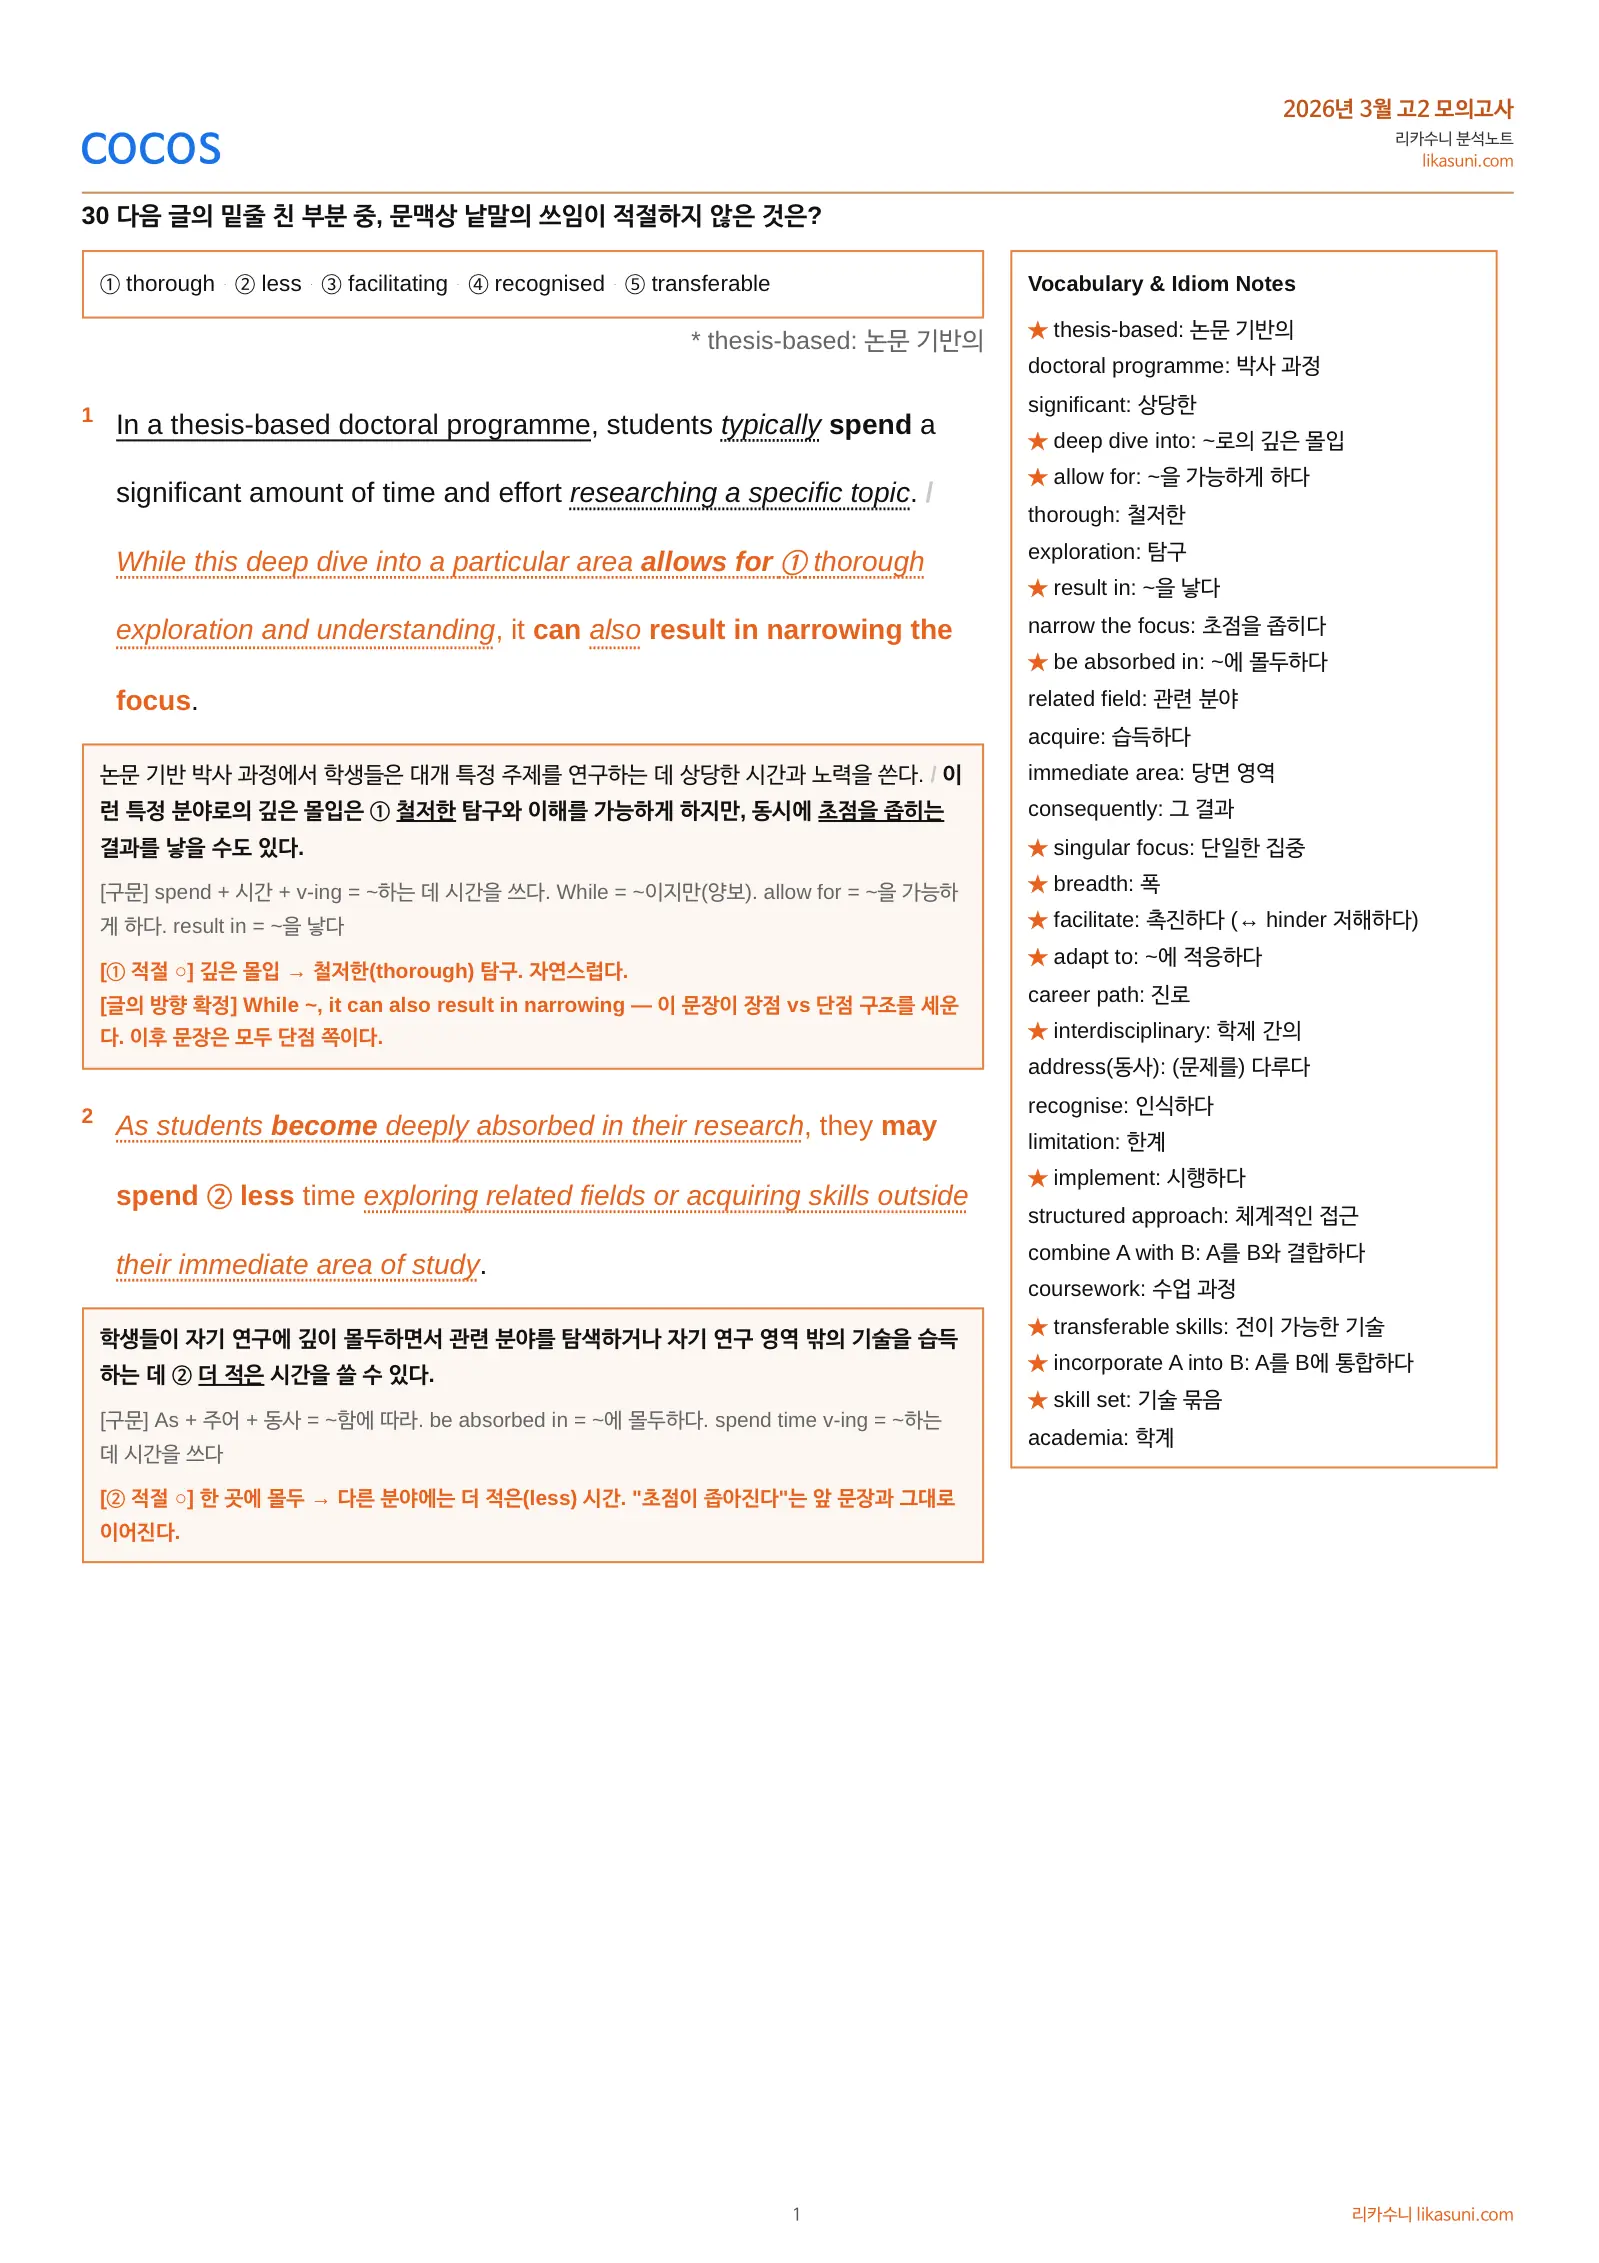 cocos
2026년 3월 고2 모의고사
리카수니 분석노트
likasuni.com
30 다음 글의 밑줄 친 부분 중, 문맥상 낱말의 쓰임이 적절하지 않은 것은?
① thorough · ② less · ③ facilitating · ④ recognised · ⑤ transferable
* thesis-based: 논문 기반의
1 In a thesis-based doctoral programme, students typically spend a
significant amount of time and effort researching a specific topic. /
While this deep dive into a particular area allows for ① thorough
exploration and understanding, it can also result in narrowing the
focus.
논문 기반 박사 과정에서 학생들은 대개 특정 주제를 연구하는 데 상당한 시간과 노력을 쓴다. / 이
런 특정 분야로의 깊은 몰입은 ① 철저한 탐구와 이해를 가능하게 하지만, 동시에 초점을 좁히는
결과를 낳을 수도 있다.
[구문] spend + 시간 + v-ing = ~하는 데 시간을 쓰다. While = ~이지만(양보). allow for = ~을 가능하
게 하다. result in = ~을 낳다
[① 적절 ○] 깊은 몰입 → 철저한(thorough) 탐구. 자연스럽다.
[글의 방향 확정] While ~, it can also result in narrowing — 이 문장이 장점 vs 단점 구조를 세운
다. 이후 문장은 모두 단점 쪽이다.
2 As students become deeply absorbed in their research, they may
spend ② less time exploring related fields or acquiring skills outside
their immediate area of study.
학생들이 자기 연구에 깊이 몰두하면서 관련 분야를 탐색하거나 자기 연구 영역 밖의 기술을 습득
하는 데 ② 더 적은 시간을 쓸 수 있다.
[구문] As + 주어 + 동사 = ~함에 따라. be absorbed in = ~에 몰두하다. spend time v-ing = ~하는
데 시간을 쓰다
[② 적절 ○] 한 곳에 몰두 → 다른 분야에는 더 적은(less) 시간. "초점이 좁아진다"는 앞 문장과 그대로
이어진다.
Vocabulary & Idiom Notes
★ thesis-based: 논문 기반의
doctoral programme: 박사 과정
significant: 상당한
★ deep dive into: ~로의 깊은 몰입
★ allow for: ~을 가능하게 하다
thorough: 철저한
exploration: 탐구
★ result in: ~을 낳다
narrow the focus: 초점을 좁히다
★ be absorbed in: ~에 몰두하다
related field: 관련 분야
acquire: 습득하다
immediate area: 당면 영역
consequently: 그 결과
★ singular focus: 단일한 집중
★ breadth: 폭
★ facilitate: 촉진하다 (↔ hinder 저해하다)
★ adapt to: ~에 적응하다
career path: 진로
★ interdisciplinary: 학제 간의
address(동사): (문제를) 다루다
recognise: 인식하다
limitation: 한계
★ implement: 시행하다
structured approach: 체계적인 접근
combine A with B: A를 B와 결합하다
coursework: 수업 과정
★ transferable skills: 전이 가능한 기술
★ incorporate A into B: A를 B에 통합하다
★ skill set: 기술 묶음
academia: 학계
1
리카수니 likasuni.com